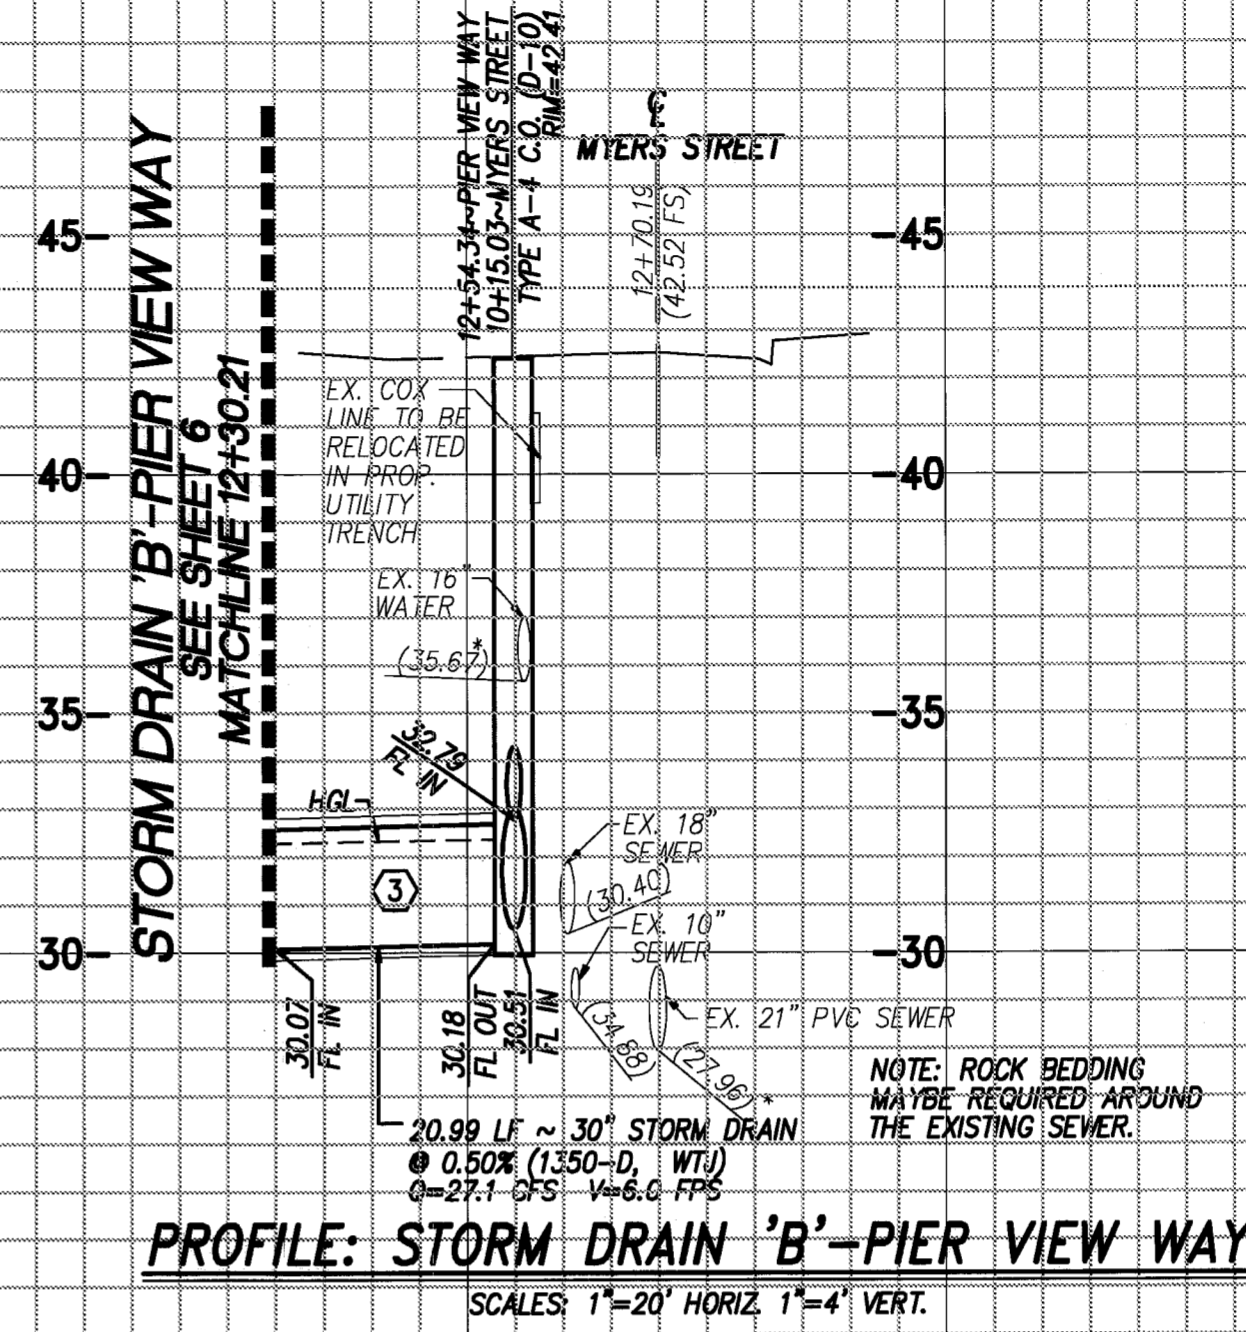 12+54.34~PIER VIEW WAY
10+15.03~MYERS STREET
TYPE A-4 C.O. (D-10)
RIM=42.41
℄
MYERS STREET
12+70.19
(42.52 FS)
STORM DRAIN 'B'-PIER VIEW WAY
SEE SHEET 6
MATCHLINE 12+30.21
45
45
40
40
35
35
30
30
EX. COX
LINE TO BE
RELOCATED
IN PROP.
UTILITY
TRENCH
EX. 16"
WATER
(35.67)*
32.79
FL IN
HGL
3
EX. 18"
SEWER
(30.40)
EX. 10"
SEWER
EX. 21" PVC SEWER
(27.96)*
30.07
FL IN
30.18
FL OUT
30.51
FL IN
NOTE: ROCK BEDDING
MAYBE REQUIRED AROUND
THE EXISTING SEWER.
20.99 LF ~ 30" STORM DRAIN
@ 0.50% (1350-D, WTJ)
Q=27.1 CFS V=6.0 FPS
PROFILE: STORM DRAIN 'B'-PIER VIEW WAY
SCALES: 1"=20' HORIZ. 1"=4' VERT.